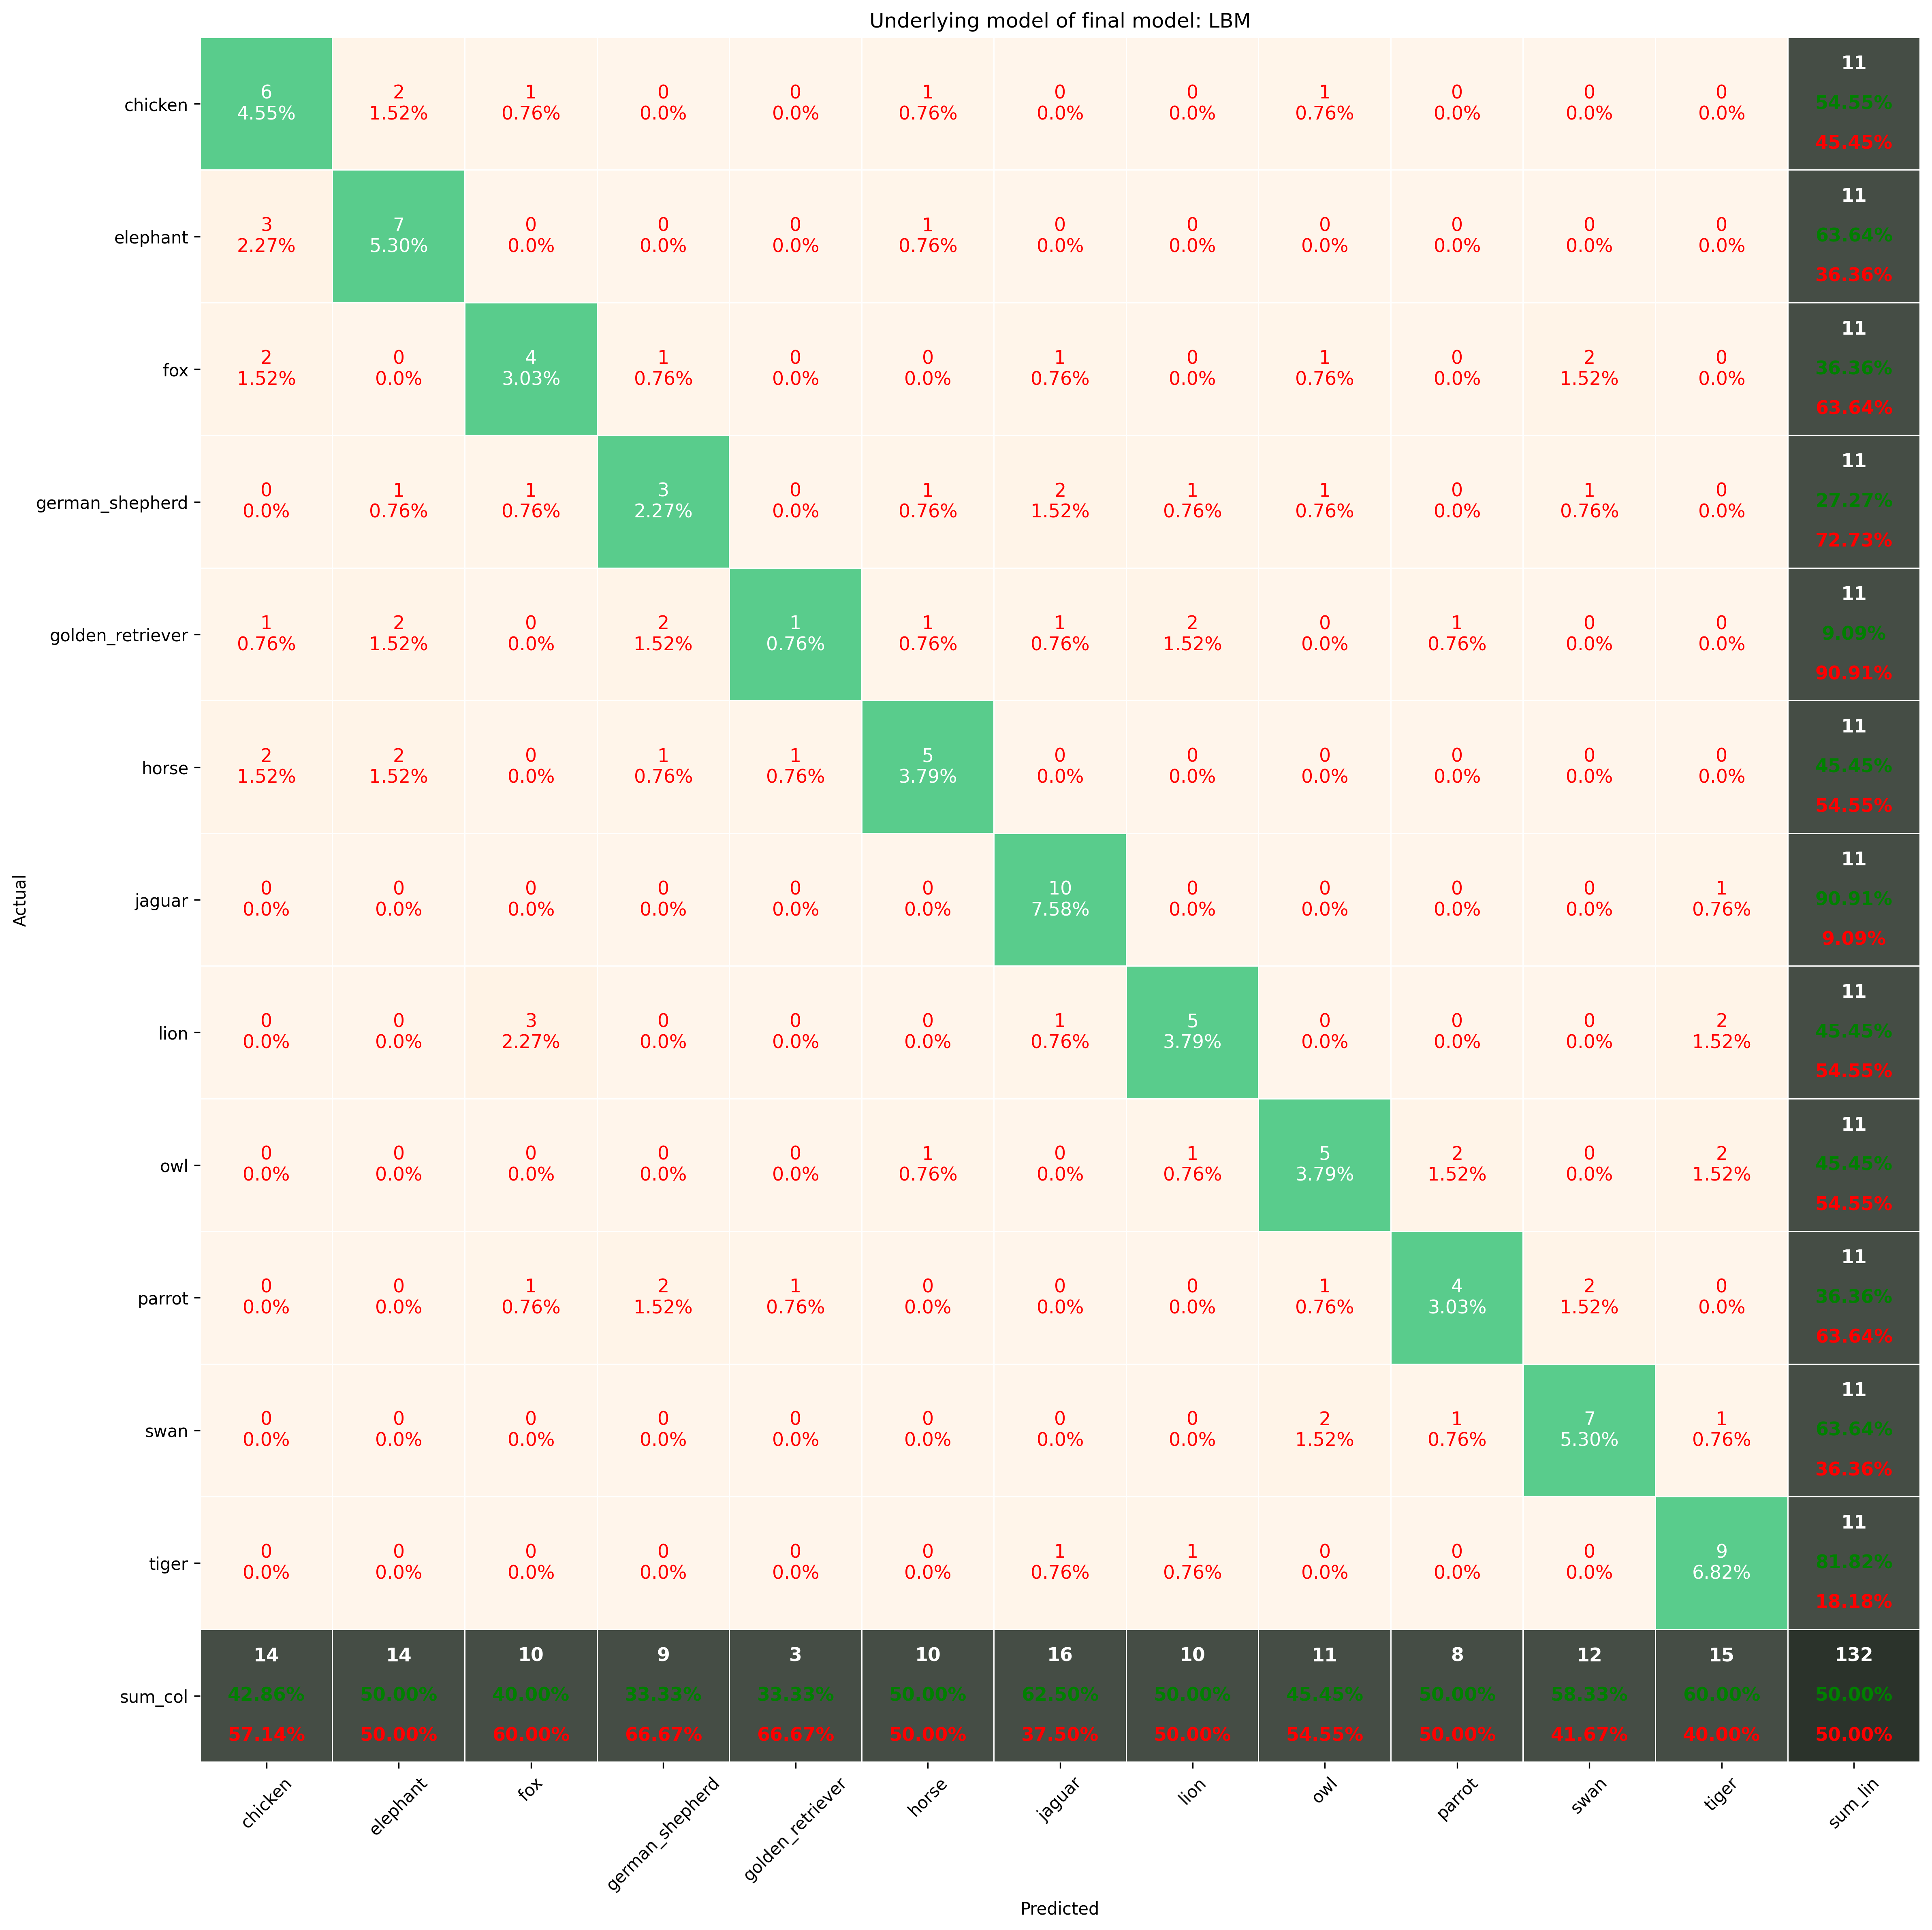 Underlying model of final model: LBM
chicken 6 2 1 0 0 1 0 0 1 0 0 0 11
4.55% 1.52% 0.76% 0.0% 0.0% 0.76% 0.0% 0.0% 0.76% 0.0% 0.0% 0.0% 54.55%
45.45%
elephant 3 7 0 0 0 1 0 0 0 0 0 0 11
2.27% 5.30% 0.0% 0.0% 0.0% 0.76% 0.0% 0.0% 0.0% 0.0% 0.0% 0.0% 63.64%
36.36%
fox 2 0 4 1 0 0 1 0 1 0 2 0 11
1.52% 0.0% 3.03% 0.76% 0.0% 0.0% 0.76% 0.0% 0.76% 0.0% 1.52% 0.0% 36.36%
63.64%
german_shepherd 0 1 1 3 0 1 2 1 1 0 1 0 11
0.0% 0.76% 0.76% 2.27% 0.0% 0.76% 1.52% 0.76% 0.76% 0.0% 0.76% 0.0% 27.27%
72.73%
golden_retriever 1 2 0 2 1 1 1 2 0 1 0 0 11
0.76% 1.52% 0.0% 1.52% 0.76% 0.76% 0.76% 1.52% 0.0% 0.76% 0.0% 0.0% 9.09%
90.91%
horse 2 2 0 1 1 5 0 0 0 0 0 0 11
1.52% 1.52% 0.0% 0.76% 0.76% 3.79% 0.0% 0.0% 0.0% 0.0% 0.0% 0.0% 45.45%
54.55%
Actual
jaguar 0 0 0 0 0 0 10 0 0 0 0 1 11
0.0% 0.0% 0.0% 0.0% 0.0% 0.0% 7.58% 0.0% 0.0% 0.0% 0.0% 0.76% 90.91%
9.09%
lion 0 0 3 0 0 0 1 5 0 0 0 2 11
0.0% 0.0% 2.27% 0.0% 0.0% 0.0% 0.76% 3.79% 0.0% 0.0% 0.0% 1.52% 45.45%
54.55%
owl 0 0 0 0 0 1 0 1 5 2 0 2 11
0.0% 0.0% 0.0% 0.0% 0.0% 0.76% 0.0% 0.76% 3.79% 1.52% 0.0% 1.52% 45.45%
54.55%
parrot 0 0 1 2 1 0 0 0 1 4 2 0 11
0.0% 0.0% 0.76% 1.52% 0.76% 0.0% 0.0% 0.0% 0.76% 3.03% 1.52% 0.0% 36.36%
63.64%
swan 0 0 0 0 0 0 0 0 2 1 7 1 11
0.0% 0.0% 0.0% 0.0% 0.0% 0.0% 0.0% 0.0% 1.52% 0.76% 5.30% 0.76% 63.64%
36.36%
tiger 0 0 0 0 0 0 1 1 0 0 0 9 11
0.0% 0.0% 0.0% 0.0% 0.0% 0.0% 0.76% 0.76% 0.0% 0.0% 0.0% 6.82% 81.82%
18.18%
sum_col 14 14 10 9 3 10 16 10 11 8 12 15 132
42.86% 50.00% 40.00% 33.33% 33.33% 50.00% 62.50% 50.00% 45.45% 50.00% 58.33% 60.00% 50.00%
57.14% 50.00% 60.00% 66.67% 66.67% 50.00% 37.50% 50.00% 54.55% 50.00% 41.67% 40.00% 50.00%
chicken elephant fox german_shepherd golden_retriever horse jaguar lion owl parrot swan tiger sum_lin
Predicted